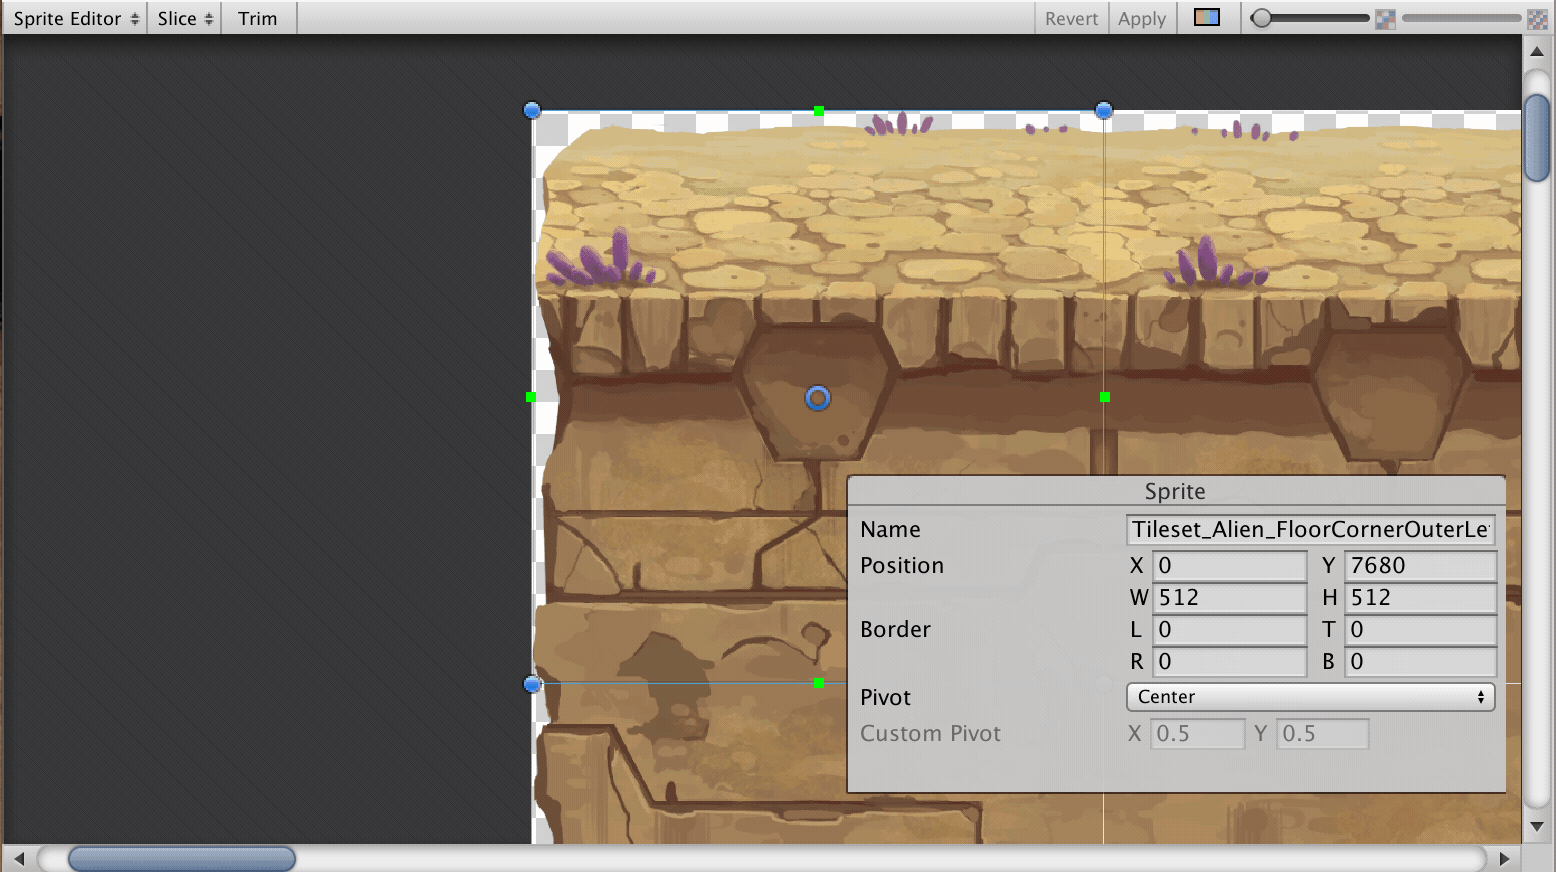 Sprite Editor Slice Trim Revert Apply
Sprite
Name Tileset_Alien_FloorCornerOuterLe
Position X 0 Y 7680
W 512 H 512
Border L 0 T 0
R 0 B 0
Pivot Center
Custom Pivot X 0.5 Y 0.5